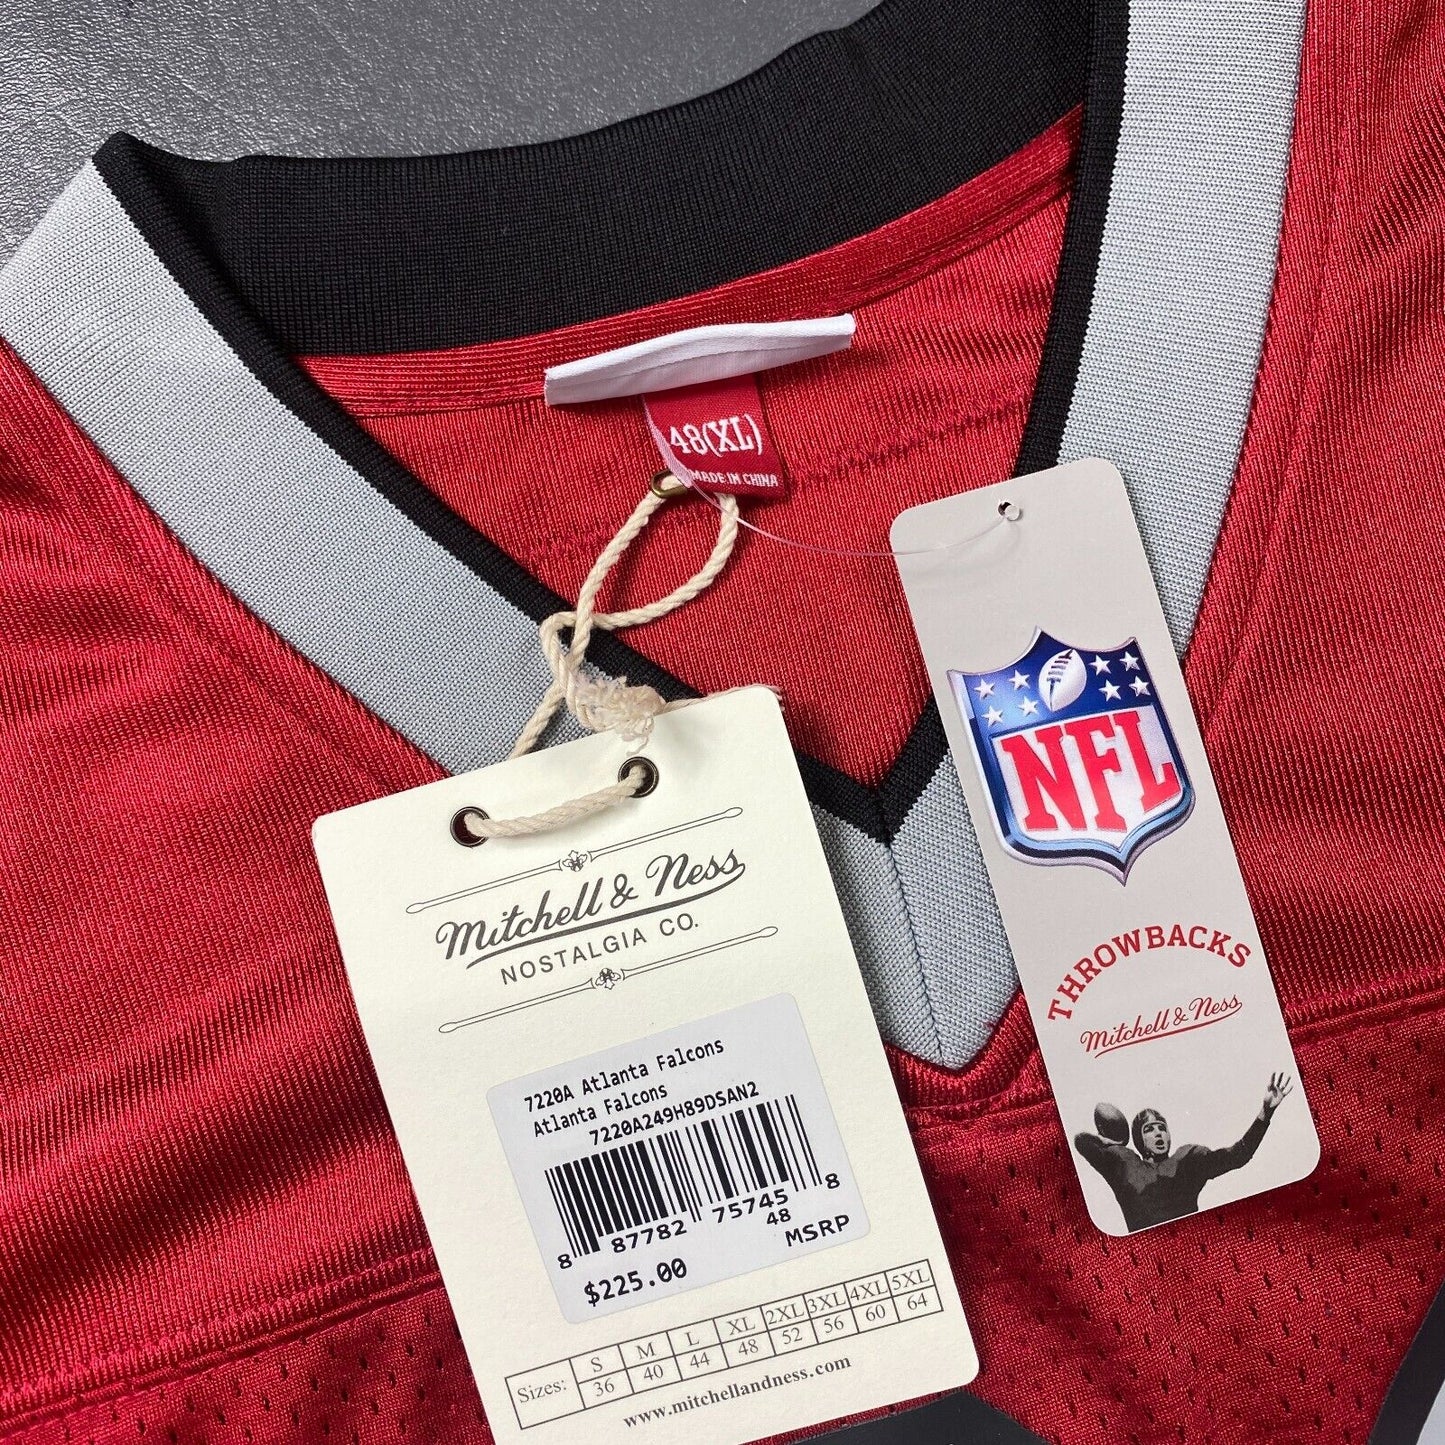 48(XL)
MADE IN CHINA
NFL
THROWBACKS
Mitchell & Ness
Mitchell & Ness
NOSTALGIA CO.
7220A Atlanta Falcons
Atlanta Falcons
7220A249H89DSAN2
8 87782 75745 8
48
$225.00 MSRP
Sizes: S M L XL 2XL 3XL 4XL 5XL
36 40 44 48 52 56 60 64
www.mitchellandness.com